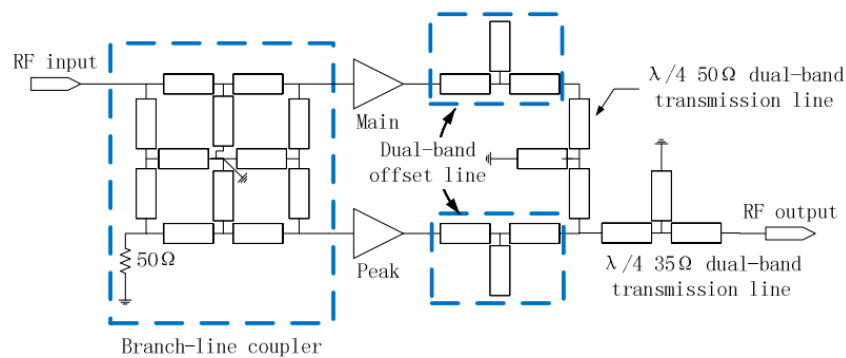 RF input
Main
Dual-band
offset line
λ/4 50Ω dual-band
transmission line
RF output
50Ω
Peak
λ/4 35Ω dual-band
transmission line
Branch-line coupler